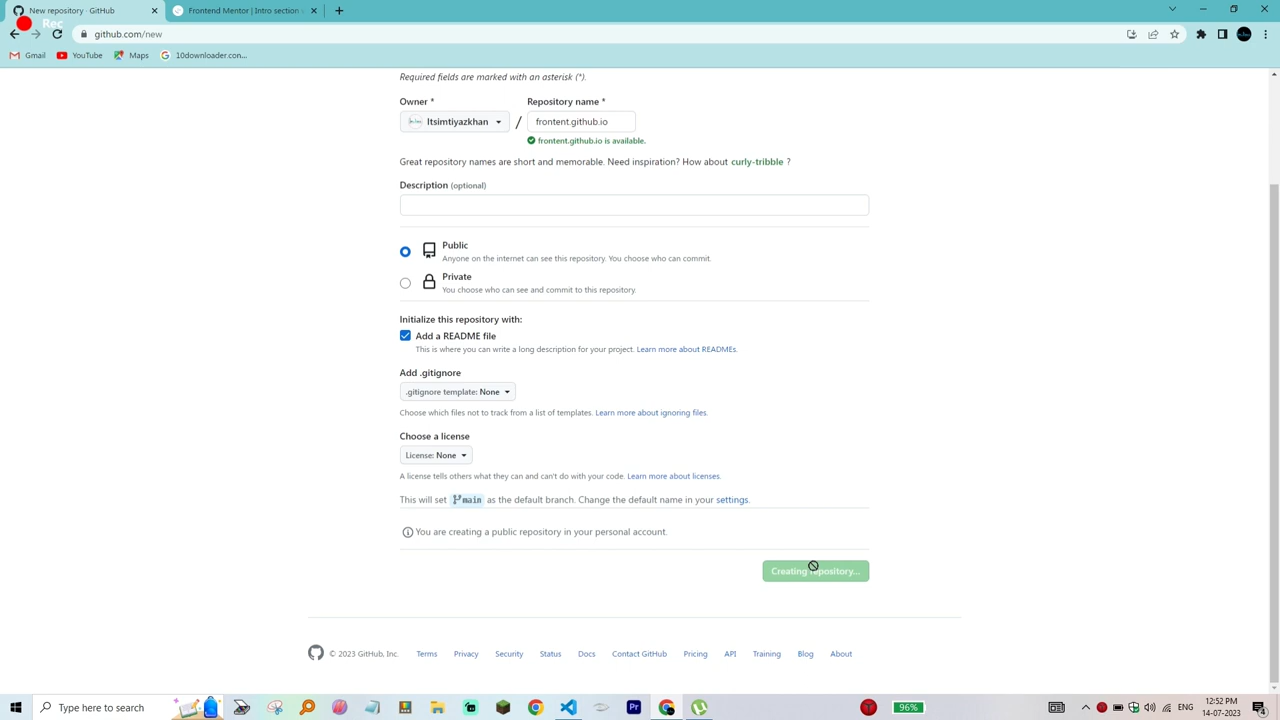 New repository · GitHub
Frontend Mentor | Intro section
Rec
github.com/new
Gmail YouTube Maps 10downloader.con...
Required fields are marked with an asterisk (*).
Owner * Repository name *
Itsimtiyazkhan / frontent.github.io
frontent.github.io is available.
Great repository names are short and memorable. Need inspiration? How about curly-tribble ?
Description (optional)
Public
Anyone on the internet can see this repository. You choose who can commit.
Private
You choose who can see and commit to this repository.
Initialize this repository with:
Add a README file
This is where you can write a long description for your project. Learn more about READMEs.
Add .gitignore
.gitignore template: None
Choose which files not to track from a list of templates. Learn more about ignoring files.
Choose a license
License: None
A license tells others what they can and can't do with your code. Learn more about licenses.
This will set main as the default branch. Change the default name in your settings.
You are creating a public repository in your personal account.
Creating repository...
© 2023 GitHub, Inc. Terms Privacy Security Status Docs Contact GitHub Pricing API Training Blog About
Type here to search
Pr
96%
12:52 PM
14-07-2023